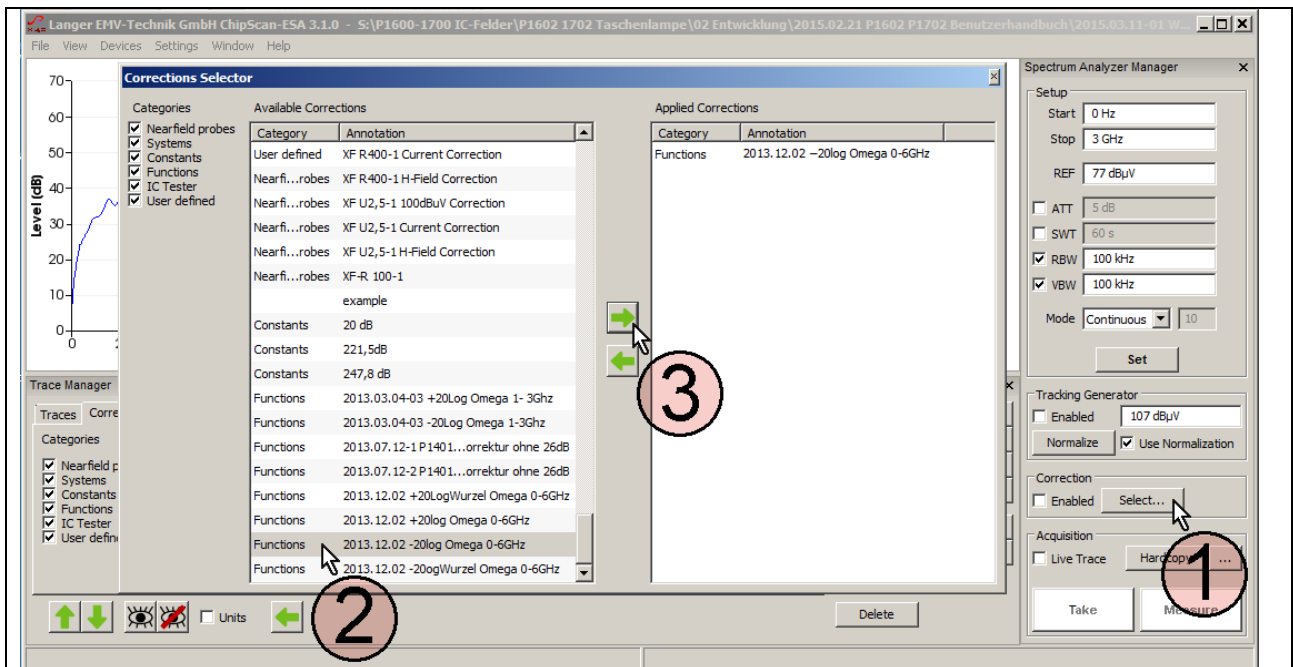 Langer EMV-Technik GmbH ChipScan-ESA 3.1.0 - S:\P1600-1700 IC-Felder\P1602 1702 Taschenlampe\02 Entwicklung\2015.02.21 P1602 P1702 Benutzerhandbuch\2015.03.11-01 W...
File View Devices Settings Window Help
70
60
50
40
30
20
10
0
Level (dB)
0
Corrections Selector
Categories
Nearfield probes
Systems
Constants
Functions
IC Tester
User defined
Available Corrections
Category Annotation
User defined XF R400-1 Current Correction
Nearfi...robes XF R400-1 H-Field Correction
Nearfi...robes XF U2,5-1 100dBuV Correction
Nearfi...robes XF U2,5-1 Current Correction
Nearfi...robes XF U2,5-1 H-Field Correction
Nearfi...robes XF-R 100-1
example
Constants 20 dB
Constants 221,5dB
Constants 247,8 dB
Functions 2013.03.04-03 +20Log Omega 1- 3Ghz
Functions 2013.03.04-03 -20Log Omega 1-3Ghz
Functions 2013.07.12-1 P1401...orrektur ohne 26dB
Functions 2013.07.12-2 P1401...orrektur ohne 26dB
Functions 2013.12.02 +20LogWurzel Omega 0-6GHz
Functions 2013.12.02 +20log Omega 0-6GHz
Functions 2013.12.02 -20log Omega 0-6GHz
Functions 2013.12.02 -20ogWurzel Omega 0-6GHz
2
3
Applied Corrections
Category Annotation
Functions 2013.12.02 −20log Omega 0-6GHz
Trace Manager
Traces Corre
Categories
Nearfield p
Systems
Constants
Functions
IC Tester
User defin
Units
Delete
Spectrum Analyzer Manager
Setup
Start 0 Hz
Stop 3 GHz
REF 77 dBµV
ATT 5 dB
SWT 60 s
RBW 100 kHz
VBW 100 kHz
Mode Continuous 10
Set
Tracking Generator
Enabled 107 dBµV
Normalize Use Normalization
Correction
Enabled Select...
Acquisition
Live Trace Hardcopy ...
1
Take Measure